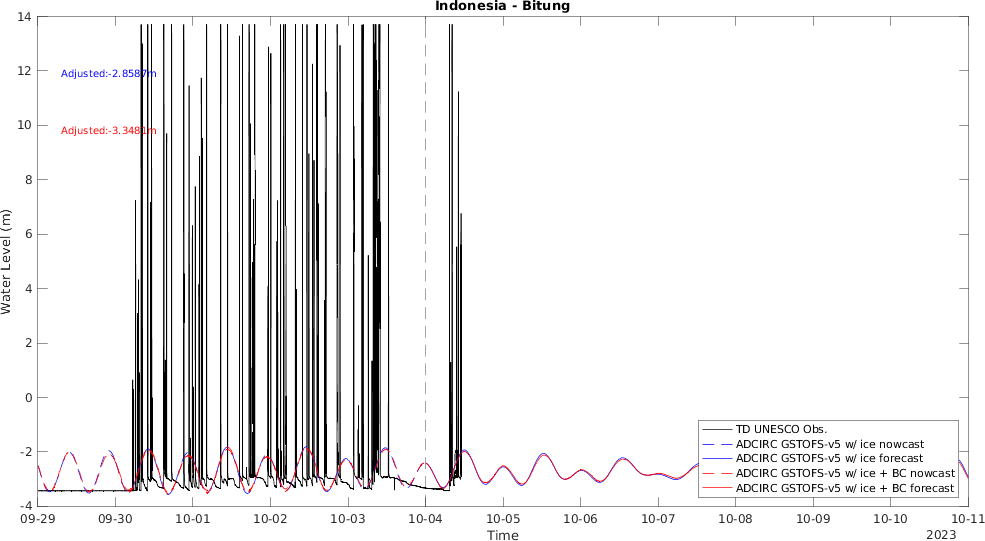 Indonesia - Bitung
14
12
10
8
6
4
2
0
-2
-4
Water Level (m)
Adjusted:-2.8587m
Adjusted:-3.3481m
TD UNESCO Obs.
ADCIRC GSTOFS-v5 w/ ice nowcast
ADCIRC GSTOFS-v5 w/ ice forecast
ADCIRC GSTOFS-v5 w/ ice + BC nowcast
ADCIRC GSTOFS-v5 w/ ice + BC forecast
09-29 09-30 10-01 10-02 10-03 10-04 10-05 10-06 10-07 10-08 10-09 10-10 10-11
Time
2023